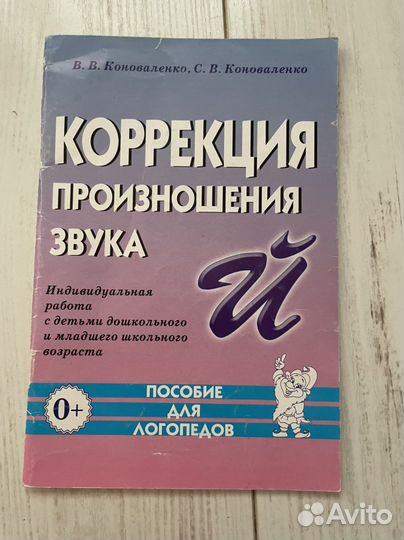 В. В. Коноваленко, С. В. Коноваленко
КОРРЕКЦИЯ
ПРОИЗНОШЕНИЯ
ЗВУКА
Й
Индивидуальная
работа
с детьми дошкольного
и младшего школьного
возраста
0+
ПОСОБИЕ
ДЛЯ
ЛОГОПЕДОВ
Avito